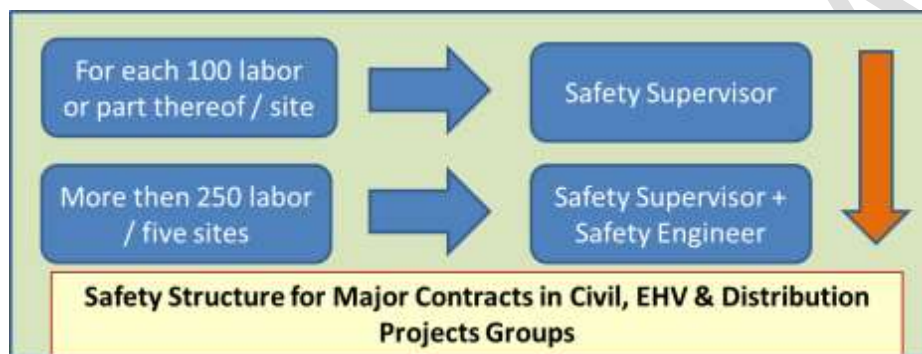 For each 100 labor
or part thereof / site
Safety Supervisor
More then 250 labor
/ five sites
Safety Supervisor +
Safety Engineer
Safety Structure for Major Contracts in Civil, EHV & Distribution
Projects Groups